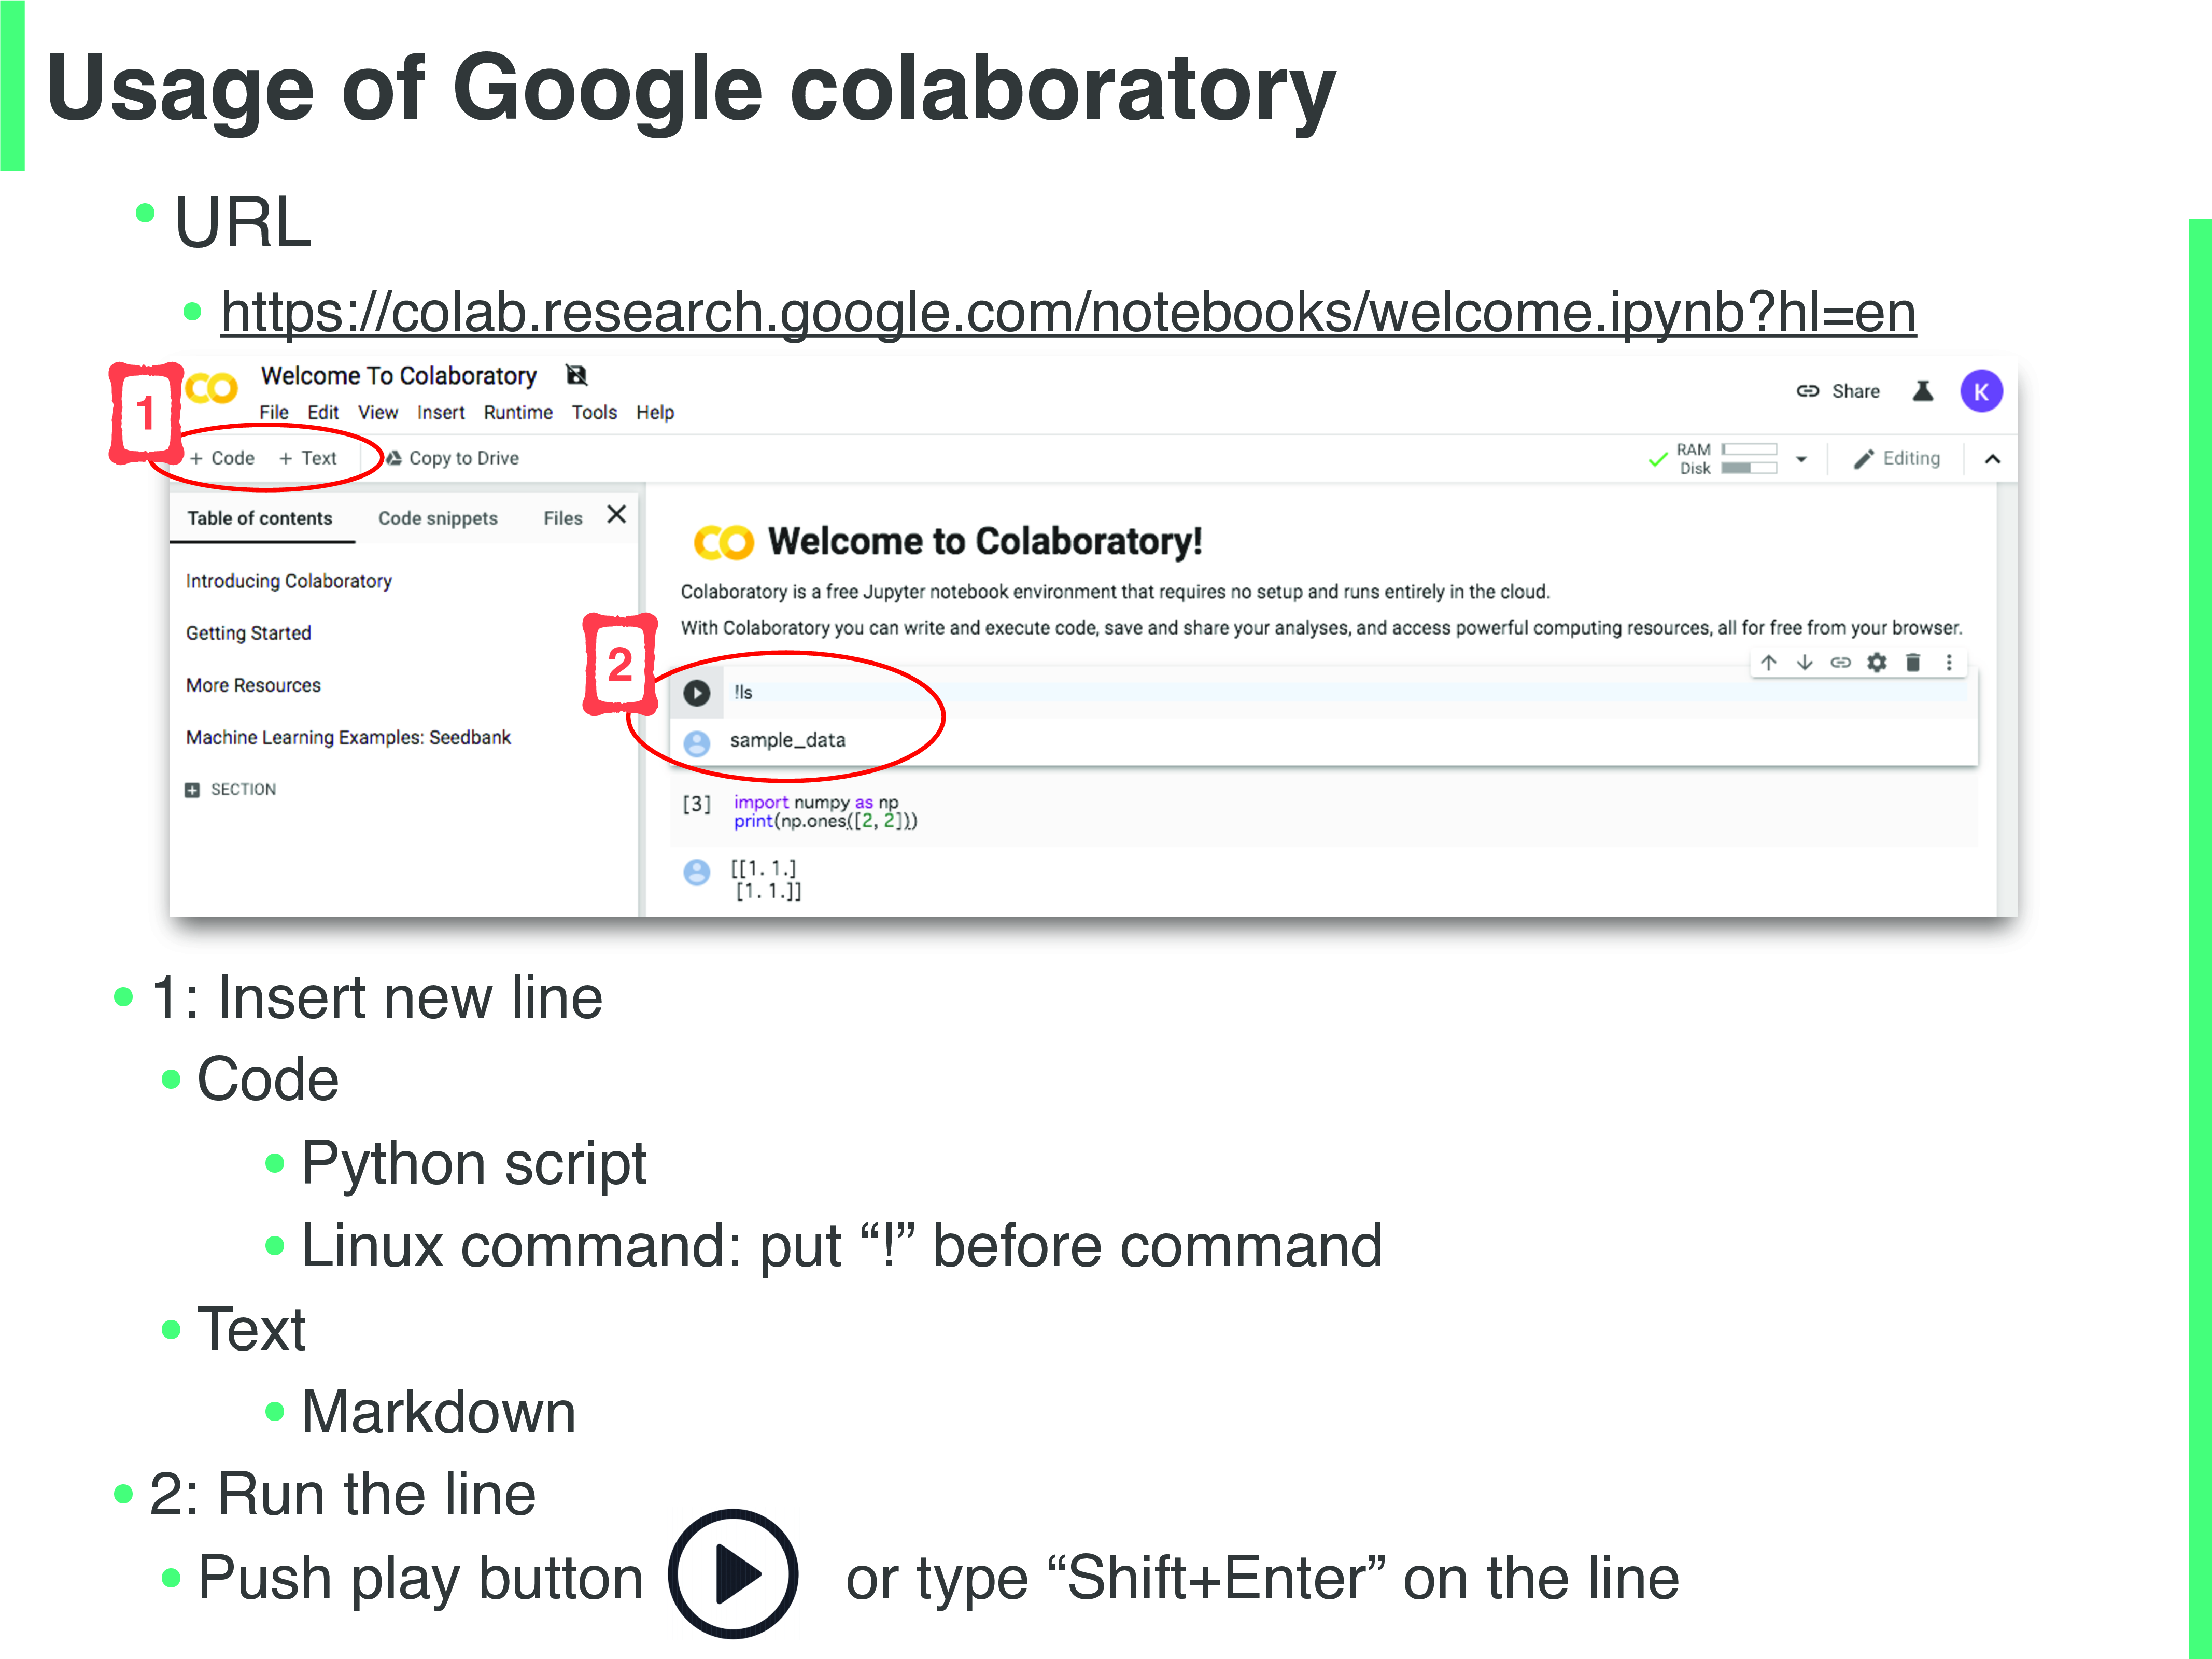 Usage of Google colaboratory
• URL
• https://colab.research.google.com/notebooks/welcome.ipynb?hl=en
1
Welcome To Colaboratory
File Edit View Insert Runtime Tools Help
Share
K
+ Code + Text Copy to Drive
RAM
Disk
Editing
Table of contents Code snippets Files
Introducing Colaboratory
Getting Started
More Resources
Machine Learning Examples: Seedbank
SECTION
CO Welcome to Colaboratory!
Colaboratory is a free Jupyter notebook environment that requires no setup and runs entirely in the cloud.
With Colaboratory you can write and execute code, save and share your analyses, and access powerful computing resources, all for free from your browser.
2
!ls
sample_data
[3] import numpy as np
print(np.ones([2, 2]))
[[1. 1.]
[1. 1.]]
• 1: Insert new line
• Code
• Python script
• Linux command: put “!” before command
• Text
• Markdown
• 2: Run the line
• Push play button or type “Shift+Enter” on the line